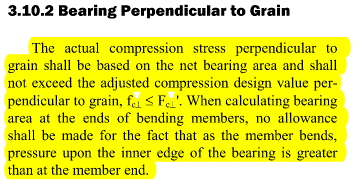 3.10.2 Bearing Perpendicular to Grain
The actual compression stress perpendicular to
grain shall be based on the net bearing area and shall
not exceed the adjusted compression design value per-
pendicular to grain, fc⊥ ≤ Fc⊥'. When calculating bearing
area at the ends of bending members, no allowance
shall be made for the fact that as the member bends,
pressure upon the inner edge of the bearing is greater
than at the member end.